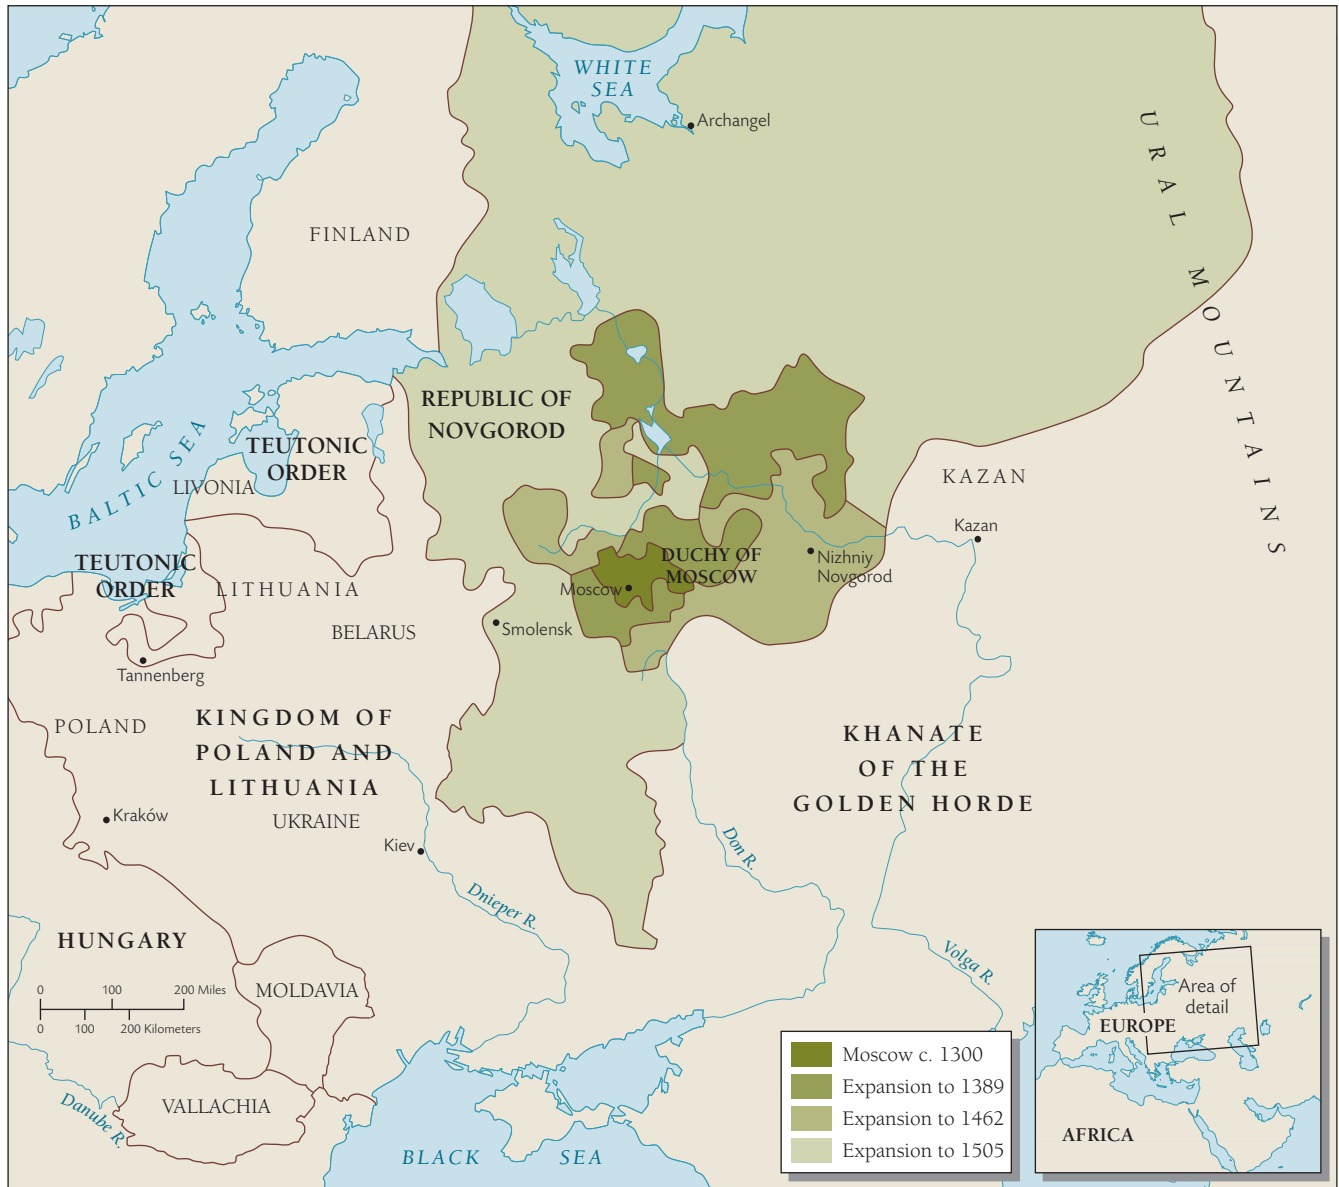 WHITE
SEA
Archangel
URAL MOUNTAINS
FINLAND
REPUBLIC OF
NOVGOROD
TEUTONIC
ORDER
LIVONIA
BALTIC SEA
KAZAN
Kazan
TEUTONIC
ORDER
LITHUANIA
DUCHY OF
MOSCOW
Nizhniy
Novgorod
Moscow
BELARUS
Smolensk
Tannenberg
POLAND
KINGDOM OF
POLAND AND
LITHUANIA
KHANATE
OF THE
GOLDEN HORDE
Kraków
UKRAINE
Kiev
Don R.
Dnieper R.
Volga R.
HUNGARY
MOLDAVIA
0 100 200 Miles
0 100 200 Kilometers
VALLACHIA
Danube R.
BLACK SEA
Moscow c. 1300
Expansion to 1389
Expansion to 1462
Expansion to 1505
Area of
detail
EUROPE
AFRICA